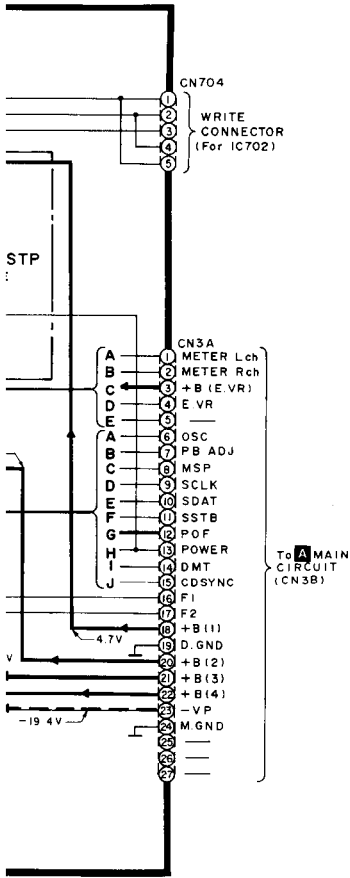 CN704
1
2 WRITE
3 CONNECTOR
4 (For IC702)
5
STP
CN3A
A 1 METER Lch
B 2 METER Rch
C 3 +B (E.VR)
D 4 E.VR
E 5 —
A 6 OSC
B 7 PB ADJ
C 8 MSP
D 9 SCLK
E 10 SDAT
F 11 SSTB
G 12 POF
H 13 POWER
I 14 DMT
J 15 CDSYNC
16 F1
17 F2
18 +B(1)
4.7V
19 D.GND
V
20 +B(2)
21 +B(3)
22 +B(4)
23 -VP
-19.4V
24 M.GND
25 —
26 —
27 —
To A MAIN
CIRCUIT
(CN3B)